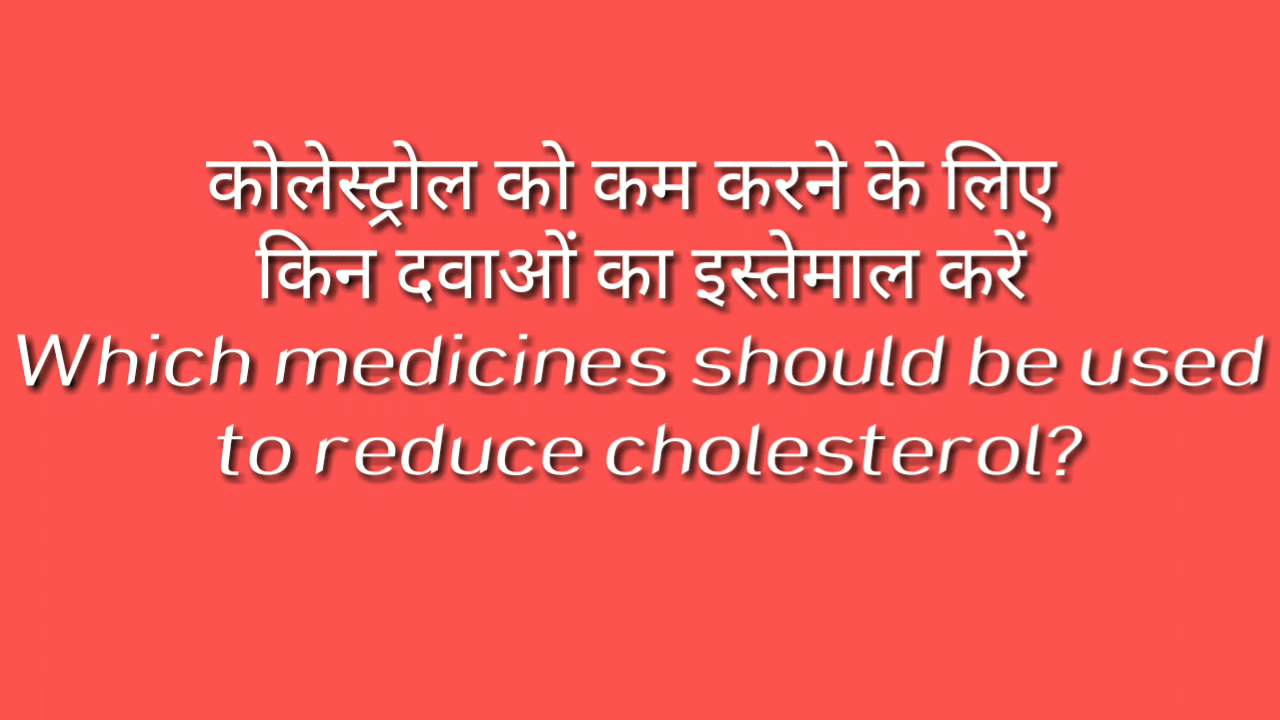 कोलेस्ट्रोल को कम करने के लिए
किन दवाओं का इस्तेमाल करें
Which medicines should be used
to reduce cholesterol?